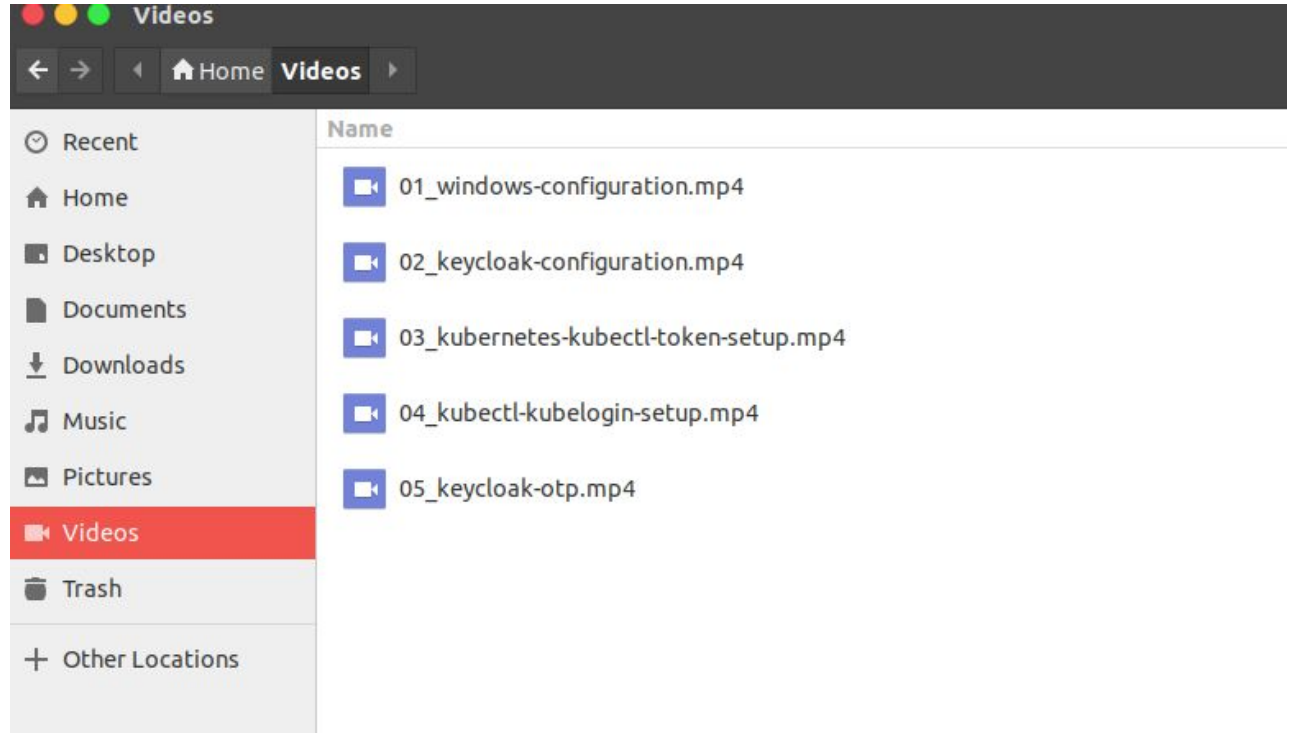 Videos
Home Videos
Recent
Home
Desktop
Documents
Downloads
Music
Pictures
Videos
Trash
Other Locations
Name
01_windows-configuration.mp4
02_keycloak-configuration.mp4
03_kubernetes-kubectl-token-setup.mp4
04_kubectl-kubelogin-setup.mp4
05_keycloak-otp.mp4